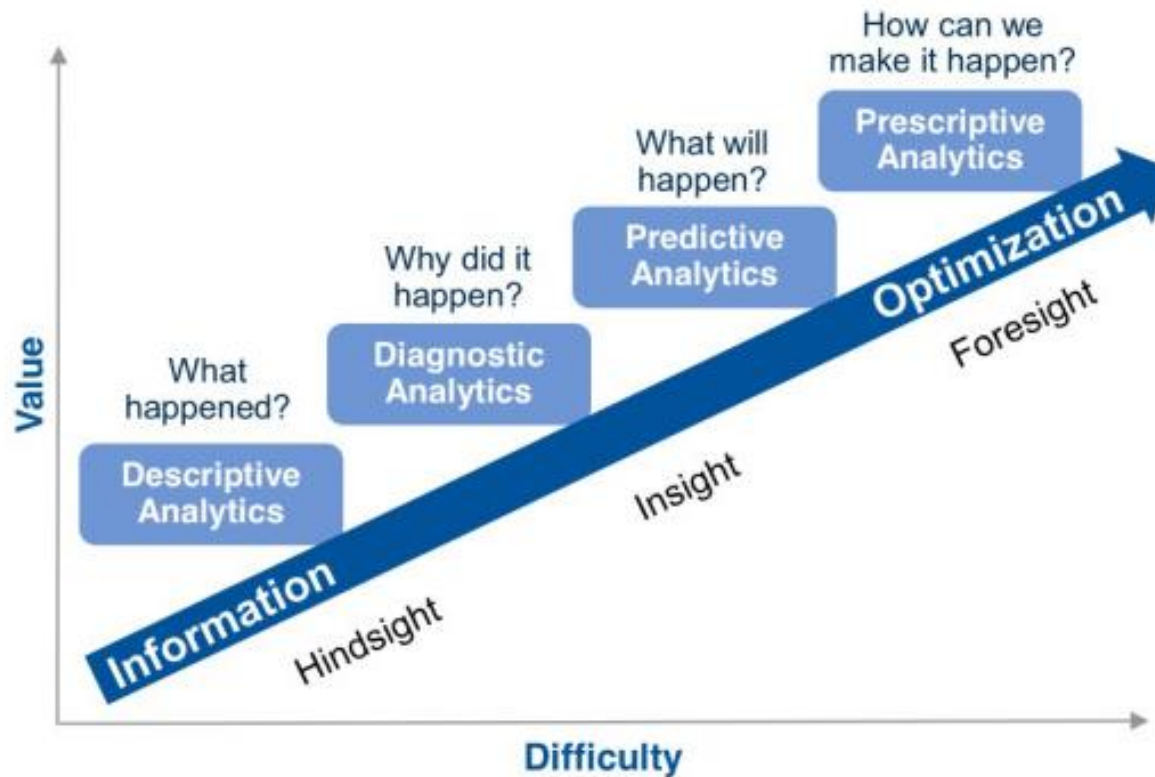 How can we
make it happen?
Prescriptive
Analytics
What will
happen?
Predictive
Analytics
Why did it
happen?
Diagnostic
Analytics
What
happened?
Descriptive
Analytics
Value
Information
Optimization
Hindsight
Insight
Foresight
Difficulty